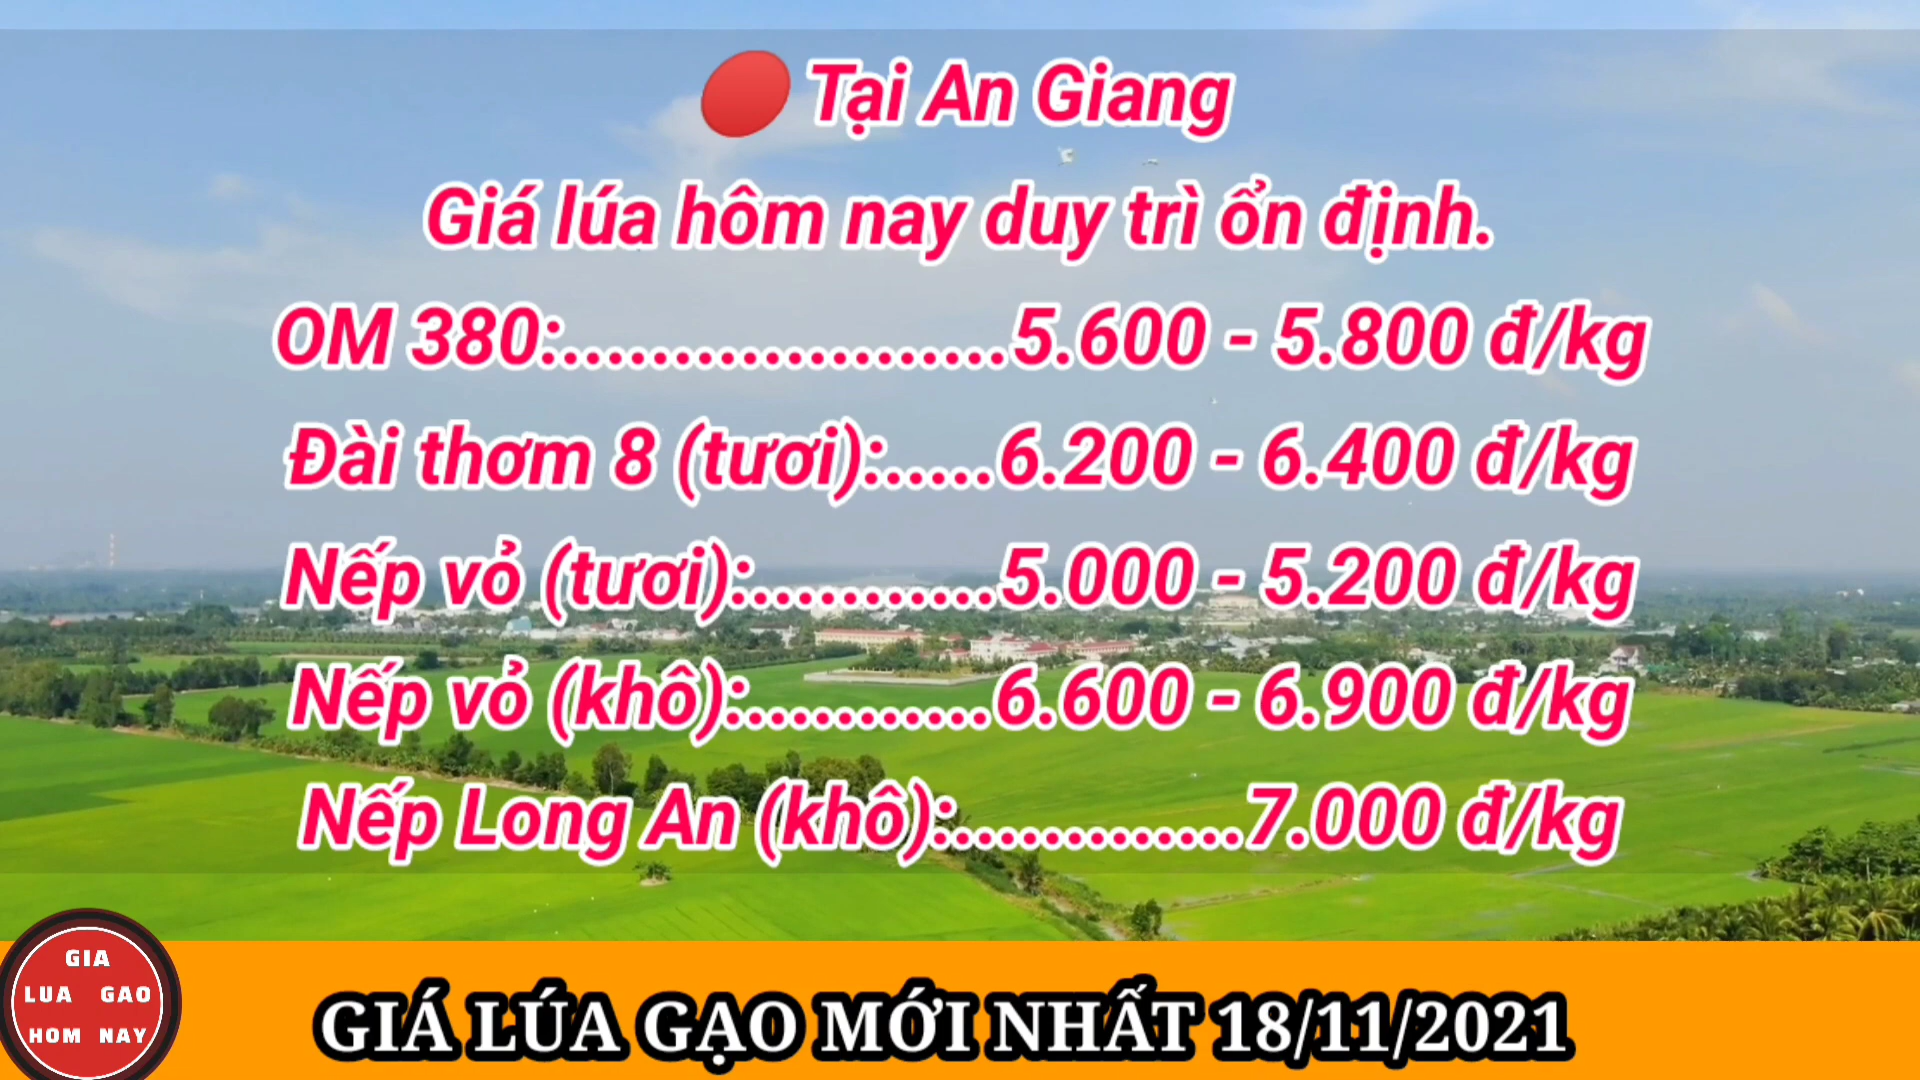 Tại An Giang
Giá lúa hôm nay duy trì ổn định.
OM 380:....................5.600 - 5.800 đ/kg
Đài thơm 8 (tươi):.....6.200 - 6.400 đ/kg
Nếp vỏ (tươi):...........5.000 - 5.200 đ/kg
Nếp vỏ (khô):...........6.600 - 6.900 đ/kg
Nếp Long An (khô):.............7.000 đ/kg
GIA
LUA GAO
HOM NAY
GIÁ LÚA GẠO MỚI NHẤT 18/11/2021